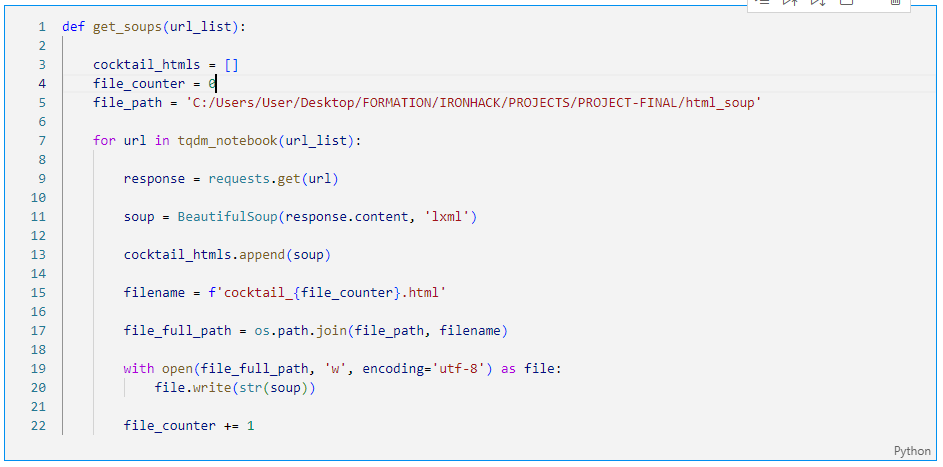 1 def get_soups(url_list):
2
3 cocktail_htmls = []
4 file_counter = 0
5 file_path = 'C:/Users/User/Desktop/FORMATION/IRONHACK/PROJECTS/PROJECT-FINAL/html_soup'
6
7 for url in tqdm_notebook(url_list):
8
9 response = requests.get(url)
10
11 soup = BeautifulSoup(response.content, 'lxml')
12
13 cocktail_htmls.append(soup)
14
15 filename = f'cocktail_{file_counter}.html'
16
17 file_full_path = os.path.join(file_path, filename)
18
19 with open(file_full_path, 'w', encoding='utf-8') as file:
20 file.write(str(soup))
21
22 file_counter += 1
Python